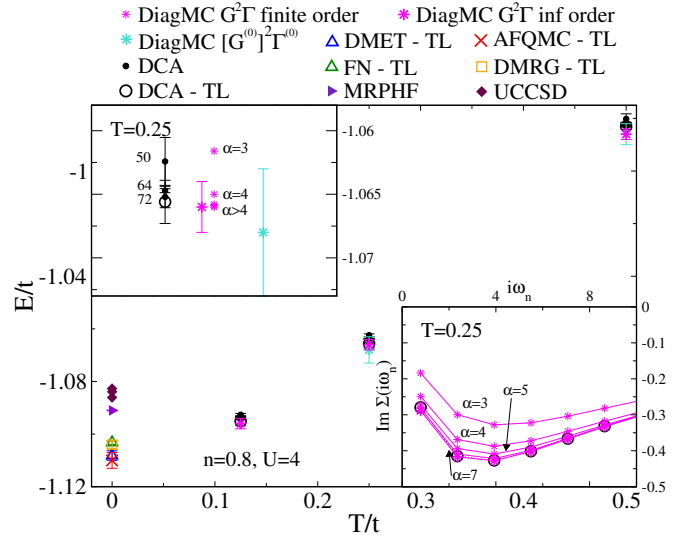 DiagMC G²Γ finite order DiagMC G²Γ inf order
DiagMC [G⁽⁰⁾]²Γ⁽⁰⁾ DMET - TL AFQMC - TL
DCA FN - TL DMRG - TL
DCA - TL MRPHF UCCSD
T=0.25
50
64
72
α=3
α=4
α>4
-1.06
-1.065
-1.07
-1
-1.04
-1.08
-1.12
E/t
n=0.8, U=4
0 iωₙ
4 8
T=0.25
α=3
α=5
α=4
α=7
Im Σ(iωₙ)
0
-0.1
-0.2
-0.3
-0.4
-0.5
0 0.1 0.2 0.3 0.4 0.5
T/t